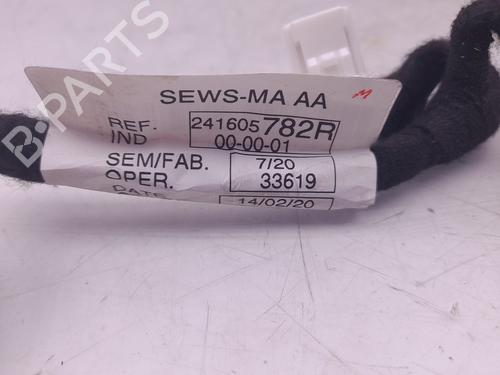 SEWS-MA AA
REF. 241605782R
IND 00-00-01
SEM/FAB. 7/20
OPER. 33619
DATE 14/02/20
M
B-PARTS